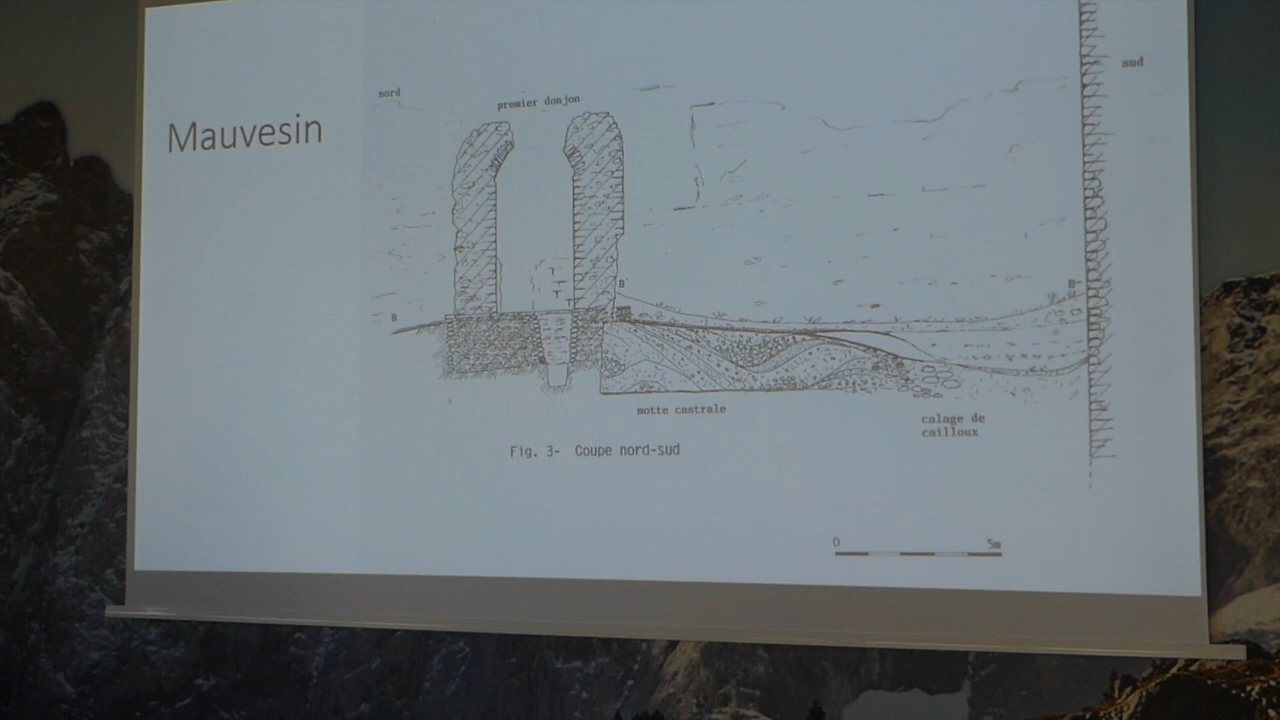 Mauvesin
nord
premier donjon
sud
B
B'
B"
T
T
T
motte castrale
calage de
cailloux
Fig. 3- Coupe nord-sud
0
5m